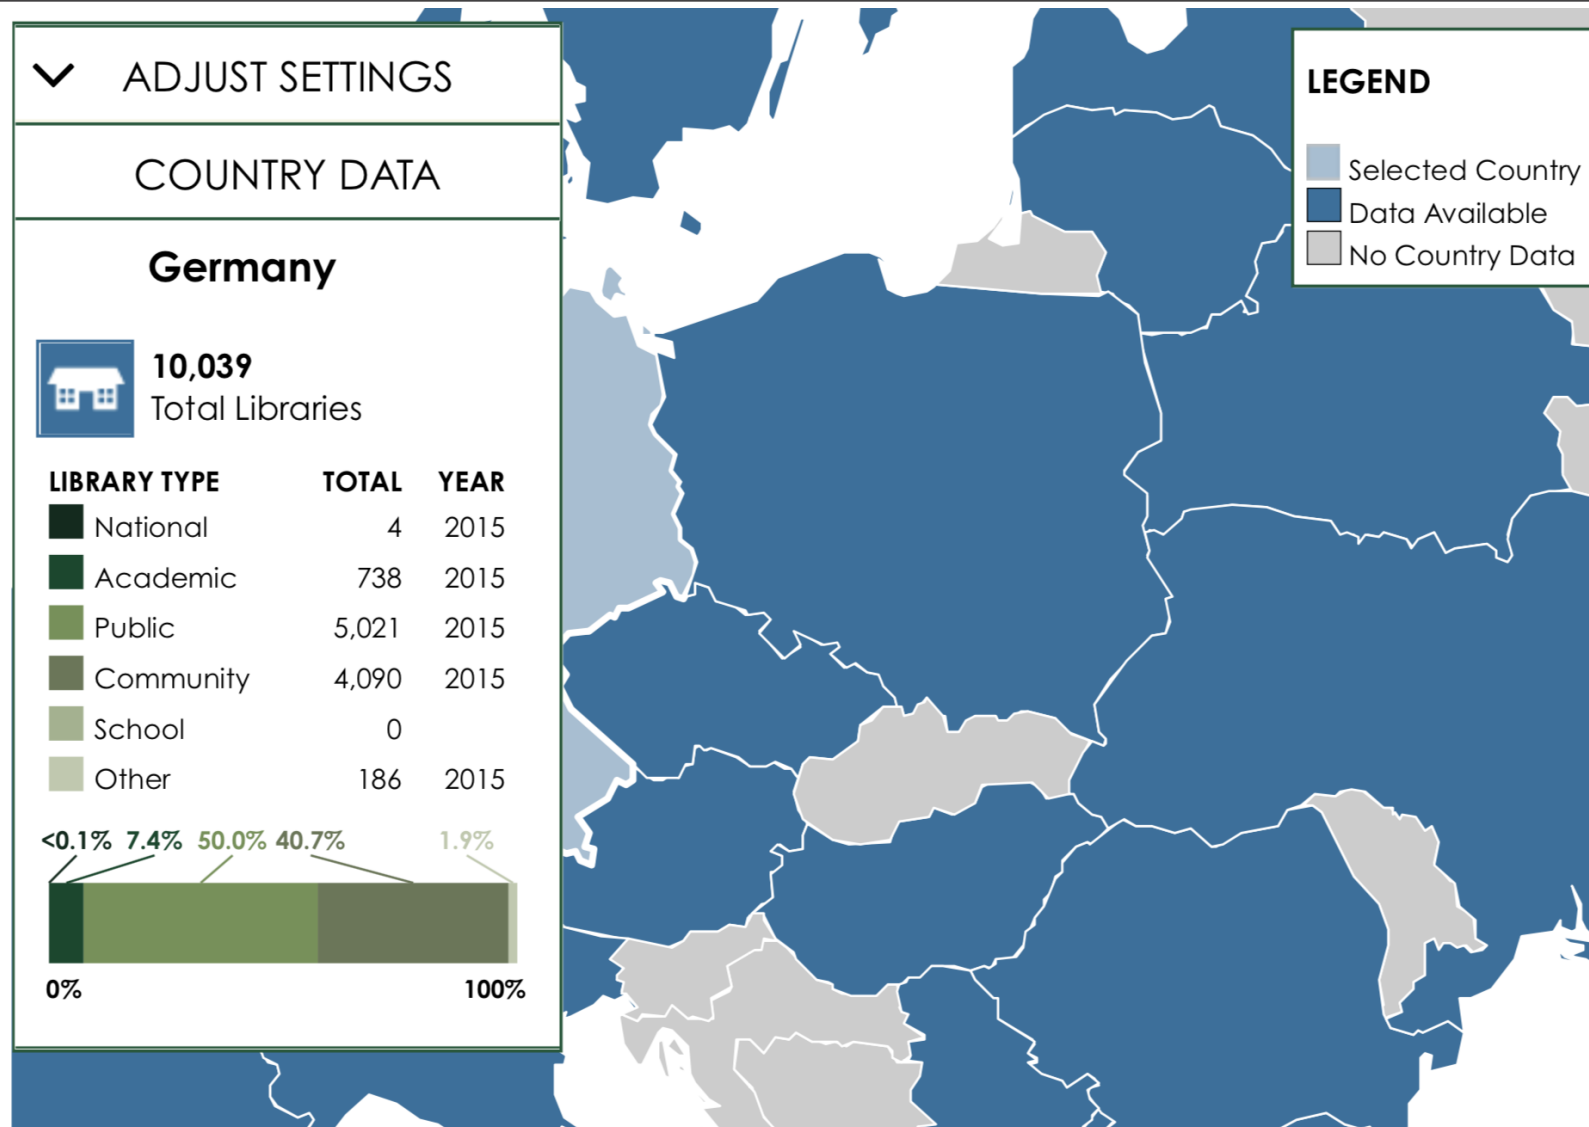 ADJUST SETTINGS
COUNTRY DATA
Germany
10,039
Total Libraries
LIBRARY TYPE TOTAL YEAR
National 4 2015
Academic 738 2015
Public 5,021 2015
Community 4,090 2015
School 0
Other 186 2015
<0.1% 7.4% 50.0% 40.7% 1.9%
0% 100%
LEGEND
Selected Country
Data Available
No Country Data